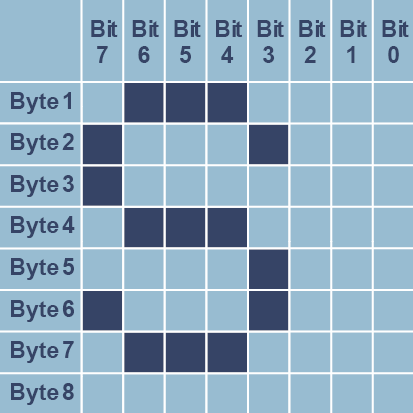 Bit 7 Bit 6 Bit 5 Bit 4 Bit 3 Bit 2 Bit 1 Bit 0
Byte 1
Byte 2
Byte 3
Byte 4
Byte 5
Byte 6
Byte 7
Byte 8